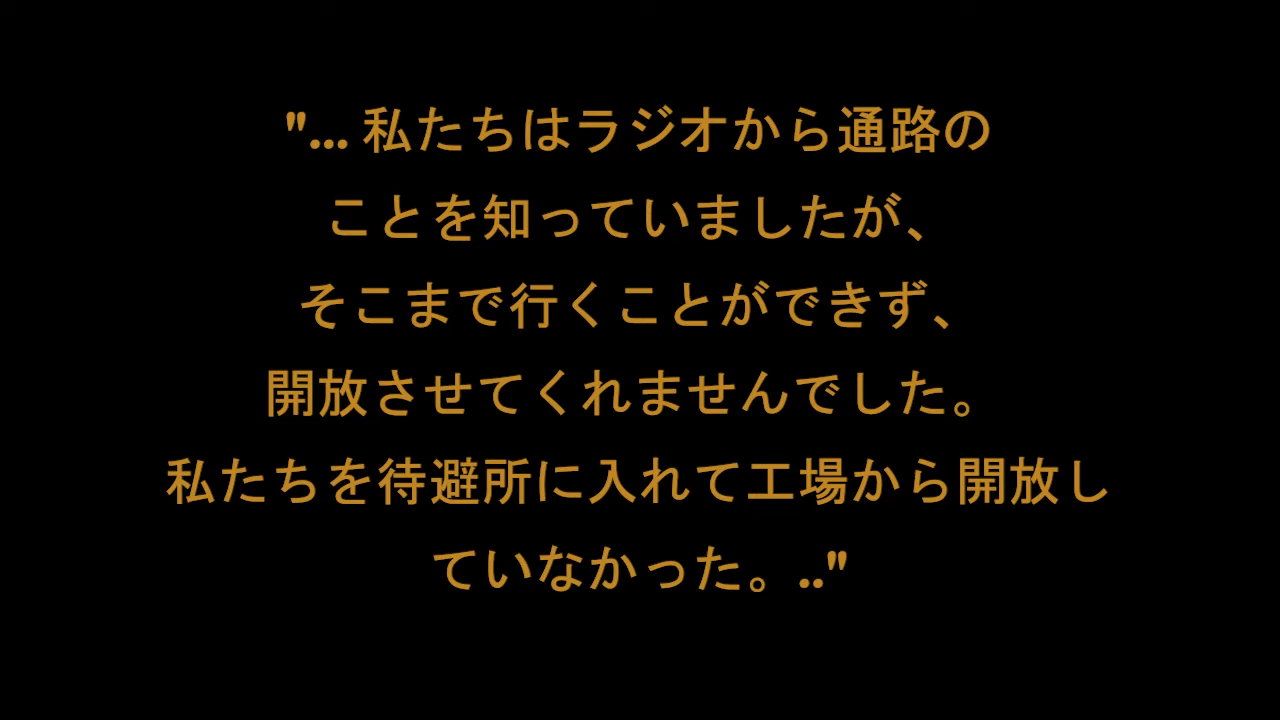 "... 私たちはラジオから通路の
ことを知っていましたが、
そこまで行くことができず、
開放させてくれませんでした。
私たちを待避所に入れて工場から開放し
ていなかった。.."